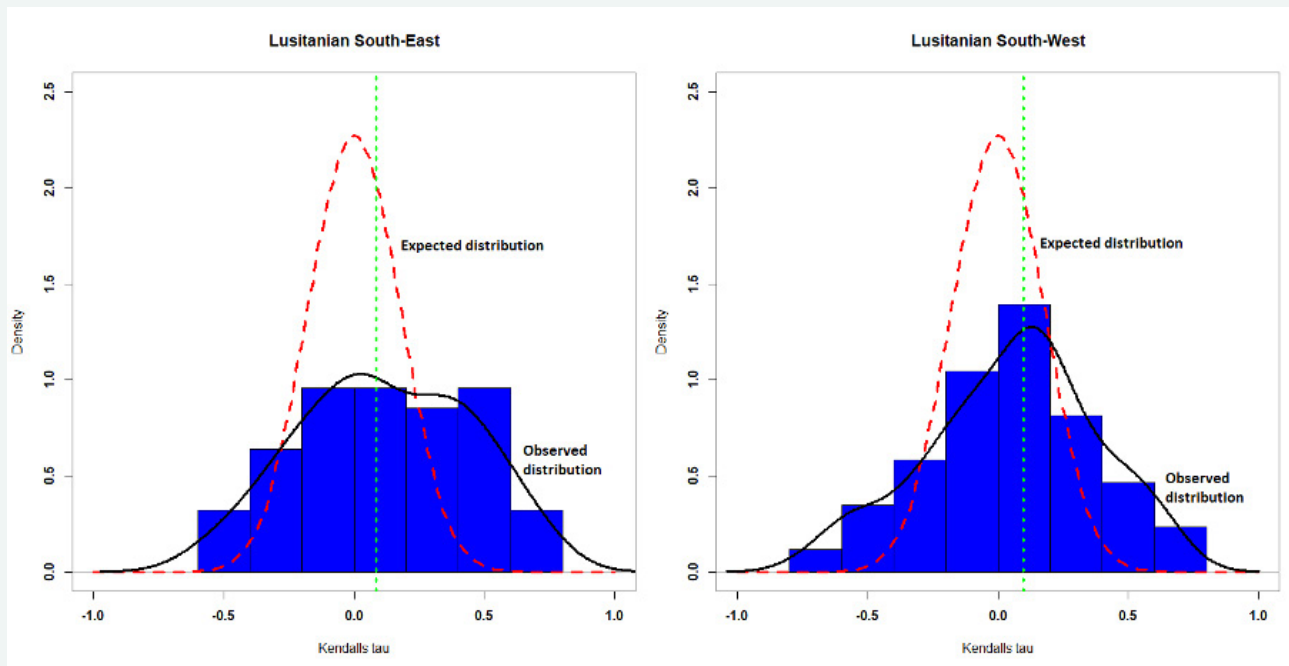 Lusitanian South-East
2.5
2.0
1.5
1.0
0.5
0.0
Density
Expected distribution
Observed
distribution
-1.0
-0.5
0.0
0.5
1.0
Kendalls tau
Lusitanian South-West
2.5
2.0
1.5
1.0
0.5
0.0
Density
Expected distribution
Observed
distribution
-1.0
-0.5
0.0
0.5
1.0
Kendalls tau